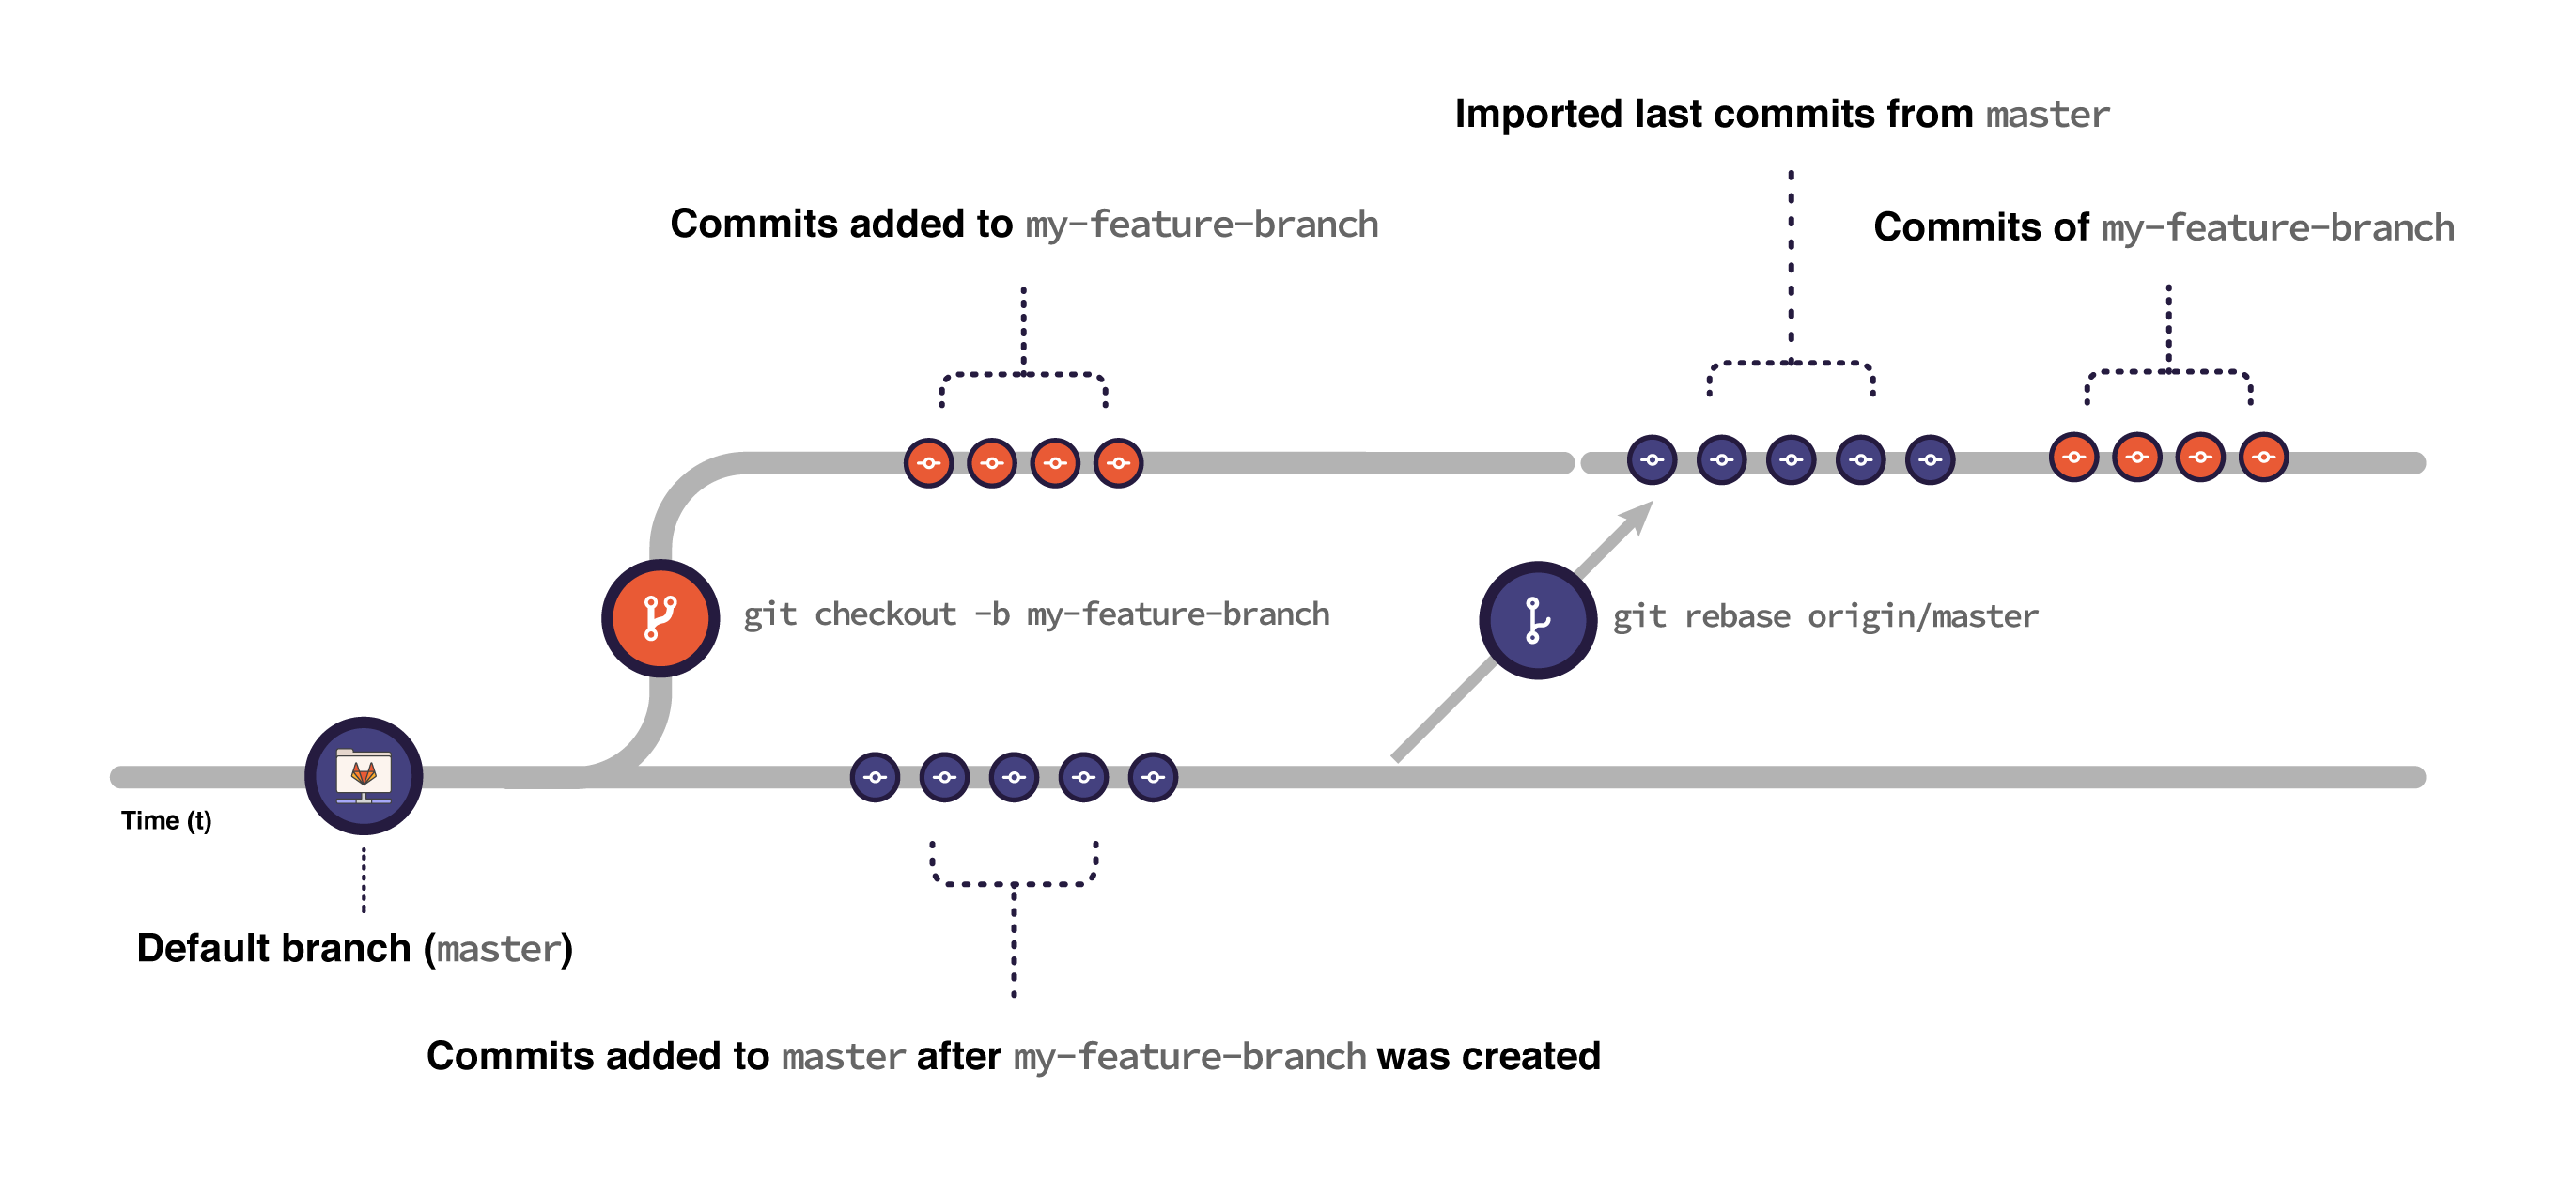 Imported last commits from master
Commits added to my-feature-branch
Commits of my-feature-branch
git checkout -b my-feature-branch
git rebase origin/master
Time (t)
Default branch (master)
Commits added to master after my-feature-branch was created